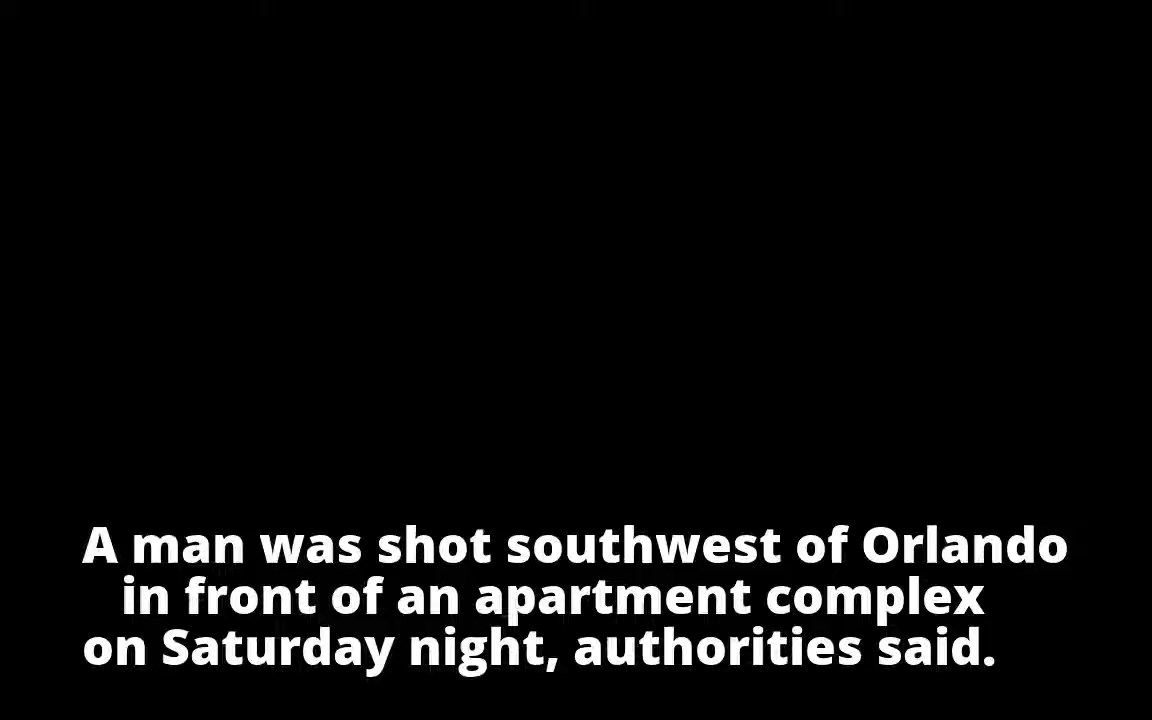 A man was shot southwest of Orlando
in front of an apartment complex
on Saturday night, authorities said.